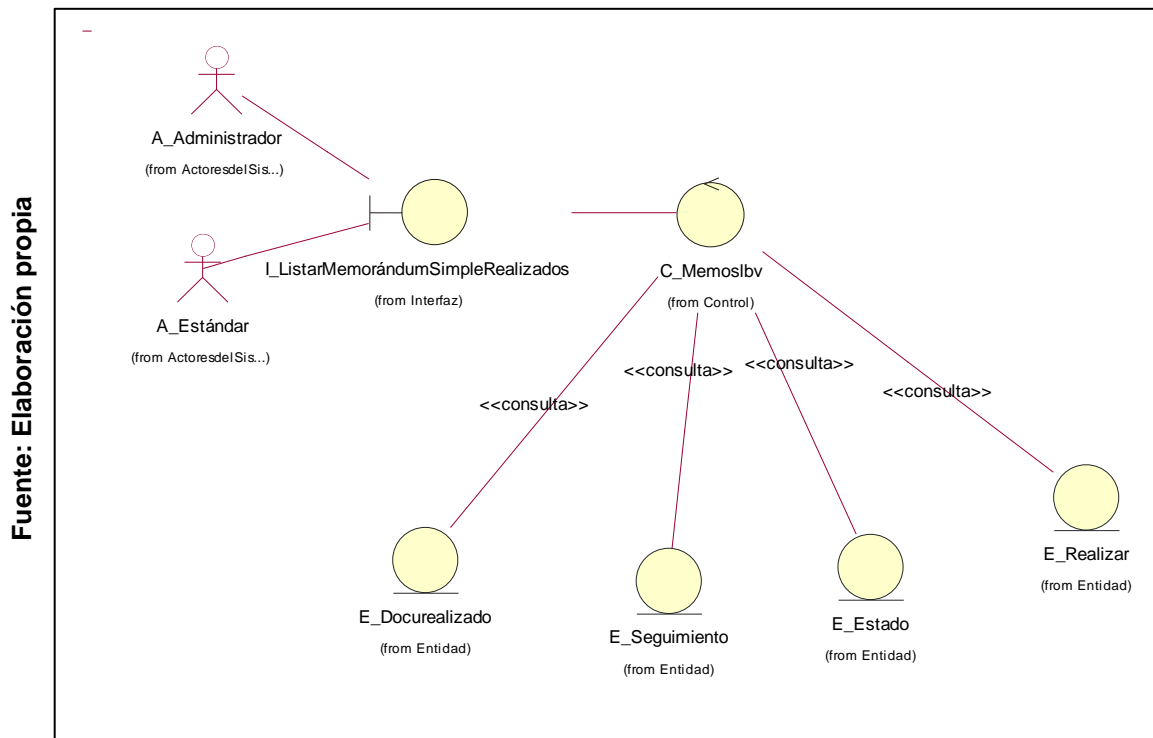 Fuente: Elaboración propia
A_Administrador
(from ActoresdelSis...)
A_Estándar
(from ActoresdelSis...)
I_ListarMemorándumSimpleRealizados
(from Interfaz)
C_Memoslbv
(from Control)
<<consulta>>
<<consulta>>
<<consulta>>
<<consulta>>
E_Docurealizado
(from Entidad)
E_Seguimiento
(from Entidad)
E_Estado
(from Entidad)
E_Realizar
(from Entidad)